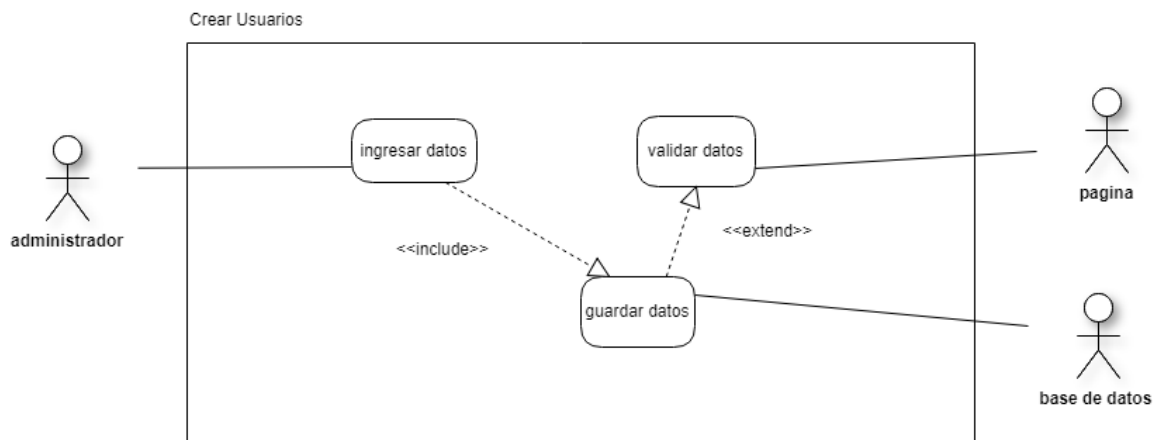 Crear Usuarios
ingresar datos
validar datos
pagina
administrador
<<include>>
<<extend>>
guardar datos
base de datos